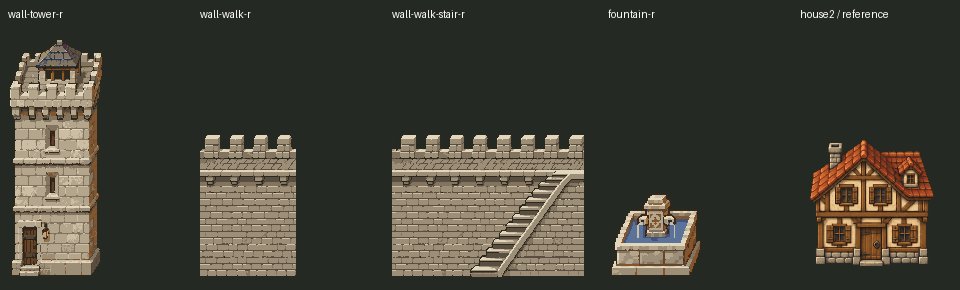 wall-tower-r
wall-walk-r
wall-walk-stair-r
fountain-r
house2 / reference